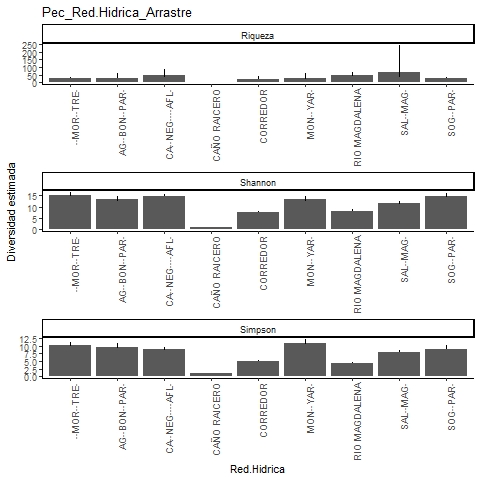 Pec_Red.Hidrica_Arrastre
Diversidad estimada
Riqueza
250
200
150
100
50
0
--MOR--TRE-
AG--BON--PAR-
CA--NEG----AFL-
CAÑO RAICERO
CORREDOR
MON--YAR-
RIO MAGDALENA
SAL--MAG-
SOG--PAR-
Shannon
15
10
5
0
--MOR--TRE-
AG--BON--PAR-
CA--NEG----AFL-
CAÑO RAICERO
CORREDOR
MON--YAR-
RIO MAGDALENA
SAL--MAG-
SOG--PAR-
Simpson
12.5
10.0
7.5
5.0
2.5
0.0
--MOR--TRE-
AG--BON--PAR-
CA--NEG----AFL-
CAÑO RAICERO
CORREDOR
MON--YAR-
RIO MAGDALENA
SAL--MAG-
SOG--PAR-
Red.Hidrica